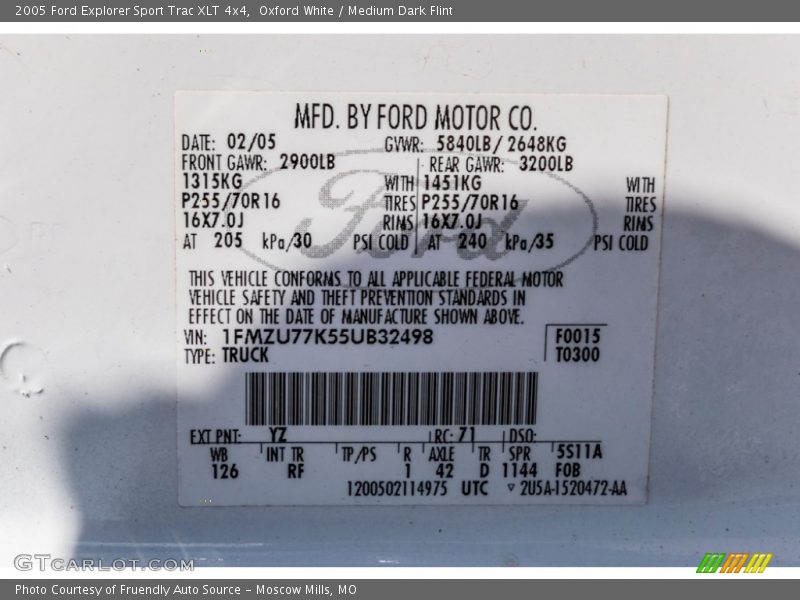 2005 Ford Explorer Sport Trac XLT 4x4, Oxford White / Medium Dark Flint
MFD. BY FORD MOTOR CO.
DATE: 02/05 GVWR: 5840LB/ 2648KG
FRONT GAWR: 2900LB REAR GAWR: 3200LB
1315KG WITH 1451KG WITH
P255/70R16 TIRES P255/70R16 TIRES
16X7.0J RIMS 16X7.0J RIMS
AT 205 kPa/30 PSI COLD AT 240 kPa/35 PSI COLD
Ford
THIS VEHICLE CONFORMS TO ALL APPLICABLE FEDERAL MOTOR
VEHICLE SAFETY AND THEFT PREVENTION STANDARDS IN
EFFECT ON THE DATE OF MANUFACTURE SHOWN ABOVE.
VIN: 1FMZU77K55UB32498 F0015
TYPE: TRUCK T0300
EXT PNT: YZ RC: 71 DSO:
WB INT TR TP/PS R AXLE TR SPR 5S11A
126 RF 1 42 D 1144 F0B
1200502114975 UTC ▽ 2U5A-1520472-AA
GTCARLOT.COM
Photo Courtesy of Fruendly Auto Source – Moscow Mills, MO